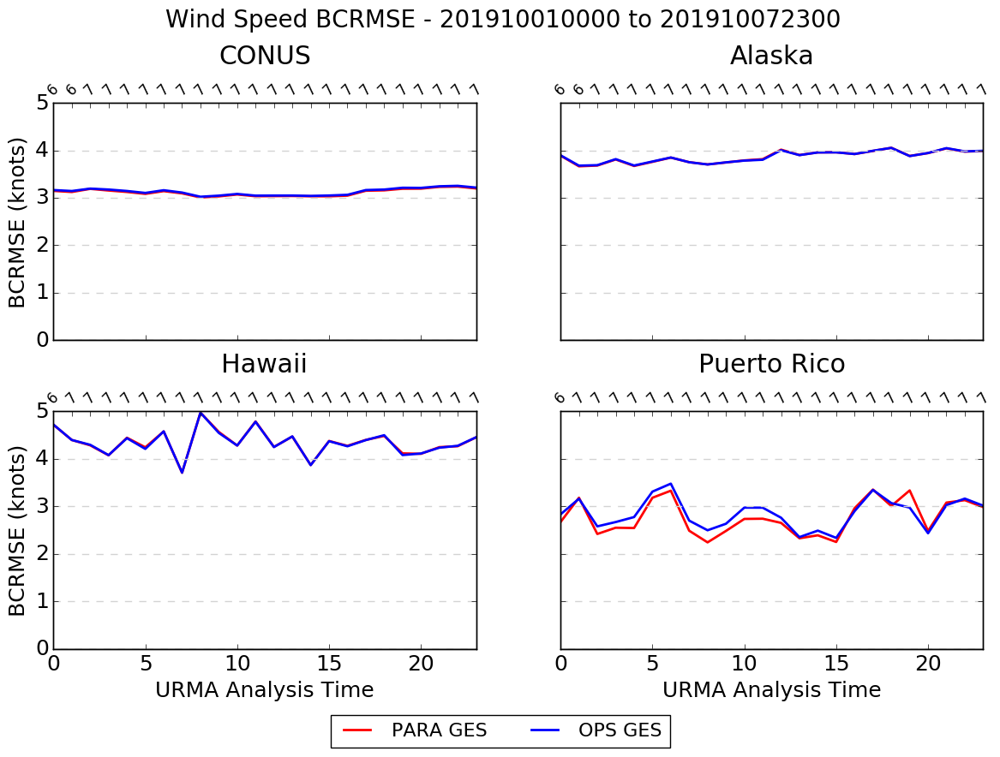 Wind Speed BCRMSE - 201910010000 to 201910072300
CONUS
Alaska
6 6 7 7 7 7 7 7 7 7 7 7 7 7 7 7 7 7 7 7 7 7 7 7
6 6 7 7 7 7 7 7 7 7 7 7 7 7 7 7 7 7 7 7 7 7 7 7
5
4
3
2
1
0
BCRMSE (knots)
Hawaii
Puerto Rico
6 7 7 7 7 7 7 7 7 7 7 7 7 7 7 7 7 7 7 7 7 7 7 7
6 7 7 7 7 7 7 7 7 7 7 7 7 7 7 7 7 7 7 7 7 7 7 7
5
4
3
2
1
0
BCRMSE (knots)
0 5 10 15 20
0 5 10 15 20
URMA Analysis Time
URMA Analysis Time
PARA GES OPS GES